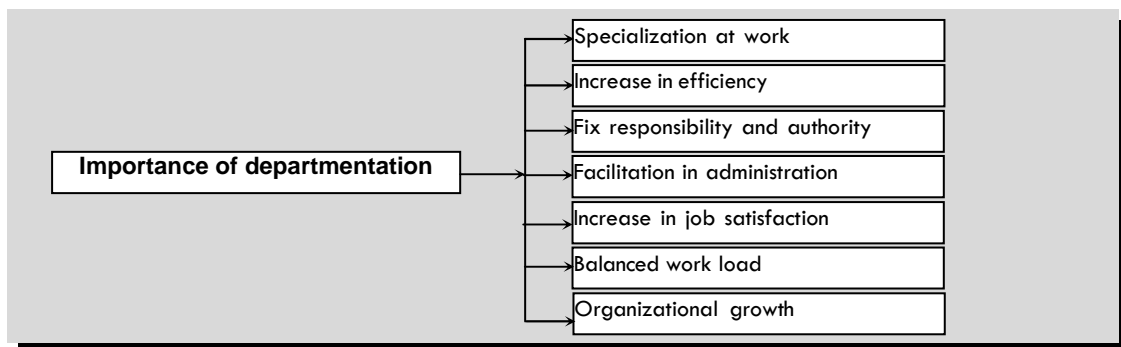 Specialization at work
Increase in efficiency
Fix responsibility and authority
Importance of departmentation
Facilitation in administration
Increase in job satisfaction
Balanced work load
Organizational growth